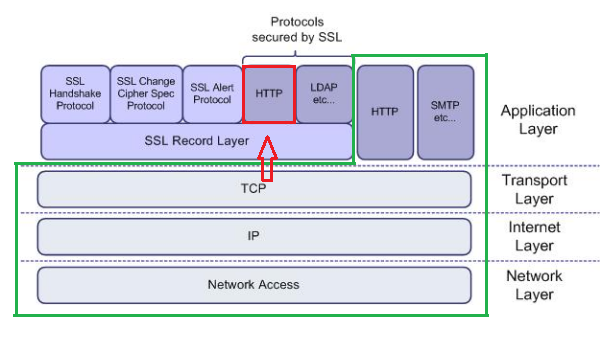 Protocols
secured by SSL
SSL
Handshake
Protocol
SSL Change
Cipher Spec
Protocol
SSL Alert
Protocol
HTTP
LDAP
etc...
HTTP
SMTP
etc...
Application
Layer
SSL Record Layer
TCP
Transport
Layer
IP
Internet
Layer
Network Access
Network
Layer